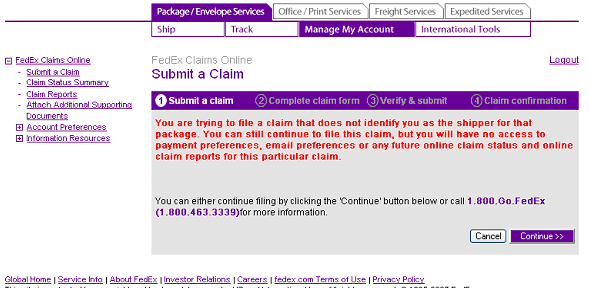 Package / Envelope Services
Office / Print Services
Freight Services
Expedited Services
Ship
Track
Manage My Account
International Tools
FedEx Claims Online
- Submit a Claim
- Claim Status Summary
- Claim Reports
- Attach Additional Supporting
Documents
Account Preferences
Information Resources
FedEx Claims Online
Logout
Submit a Claim
1 Submit a claim
2 Complete claim form
3 Verify & submit
4 Claim confirmation
You are trying to file a claim that does not identify you as the shipper for that
package. You can still continue to file this claim, but you will have no access to
payment preferences, email preferences or any future online claim status and online
claim reports for this particular claim.
You can either continue filing by clicking the 'Continue' button below or call 1.800.Go.FedEx
(1.800.463.3339)for more information.
Cancel
Continue >>
Global Home | Service Info | About FedEx | Investor Relations | Careers | fedex.com Terms of Use | Privacy Policy